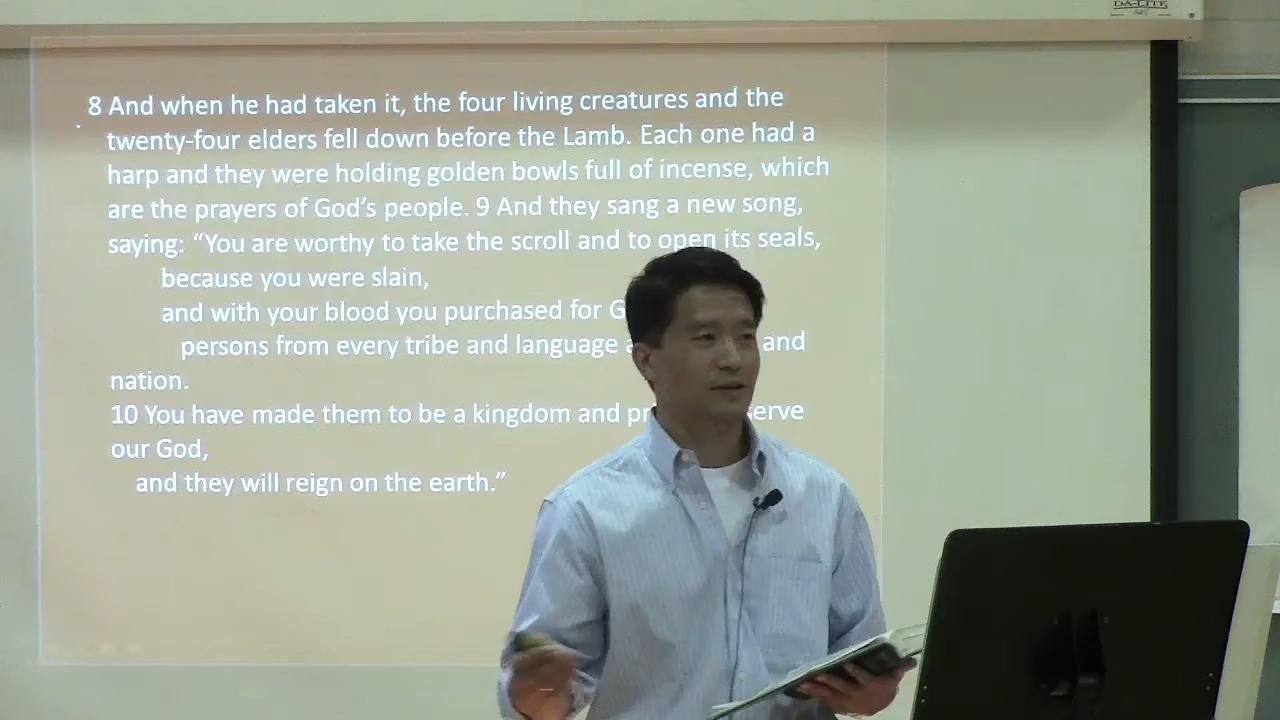 DA-LITE
8 And when he had taken it, the four living creatures and the
twenty-four elders fell down before the Lamb. Each one had a
harp and they were holding golden bowls full of incense, which
are the prayers of God’s people. 9 And they sang a new song,
saying: “You are worthy to take the scroll and to open its seals,
because you were slain,
and with your blood you purchased for G
persons from every tribe and language a and
nation.
10 You have made them to be a kingdom and pr serve
our God,
and they will reign on the earth.”